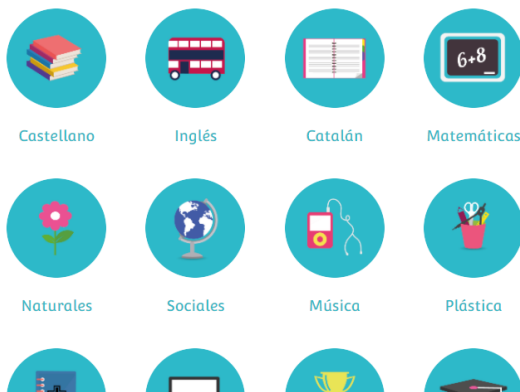 6+8
Castellano
Inglés
Catalán
Matemáticas
Naturales
Sociales
Música
Plástica